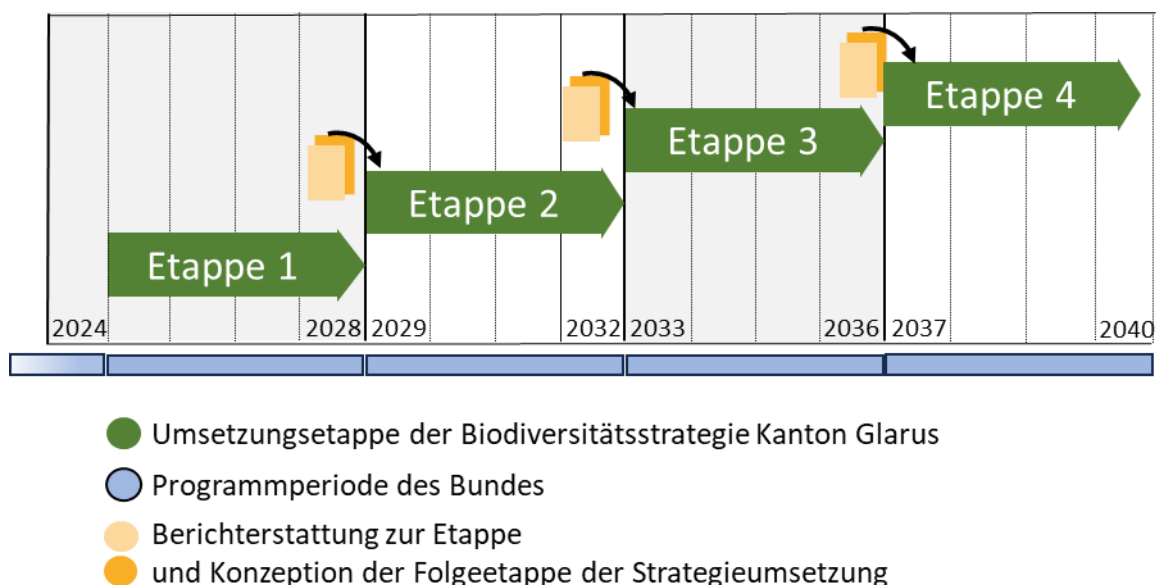 Etappe 4
Etappe 3
Etappe 2
Etappe 1
2024 2028 2029 2032 2033 2036 2037 2040
Umsetzungsetappe der Biodiversitätsstrategie Kanton Glarus
Programmperiode des Bundes
Berichterstattung zur Etappe
und Konzeption der Folgeetappe der Strategieumsetzung